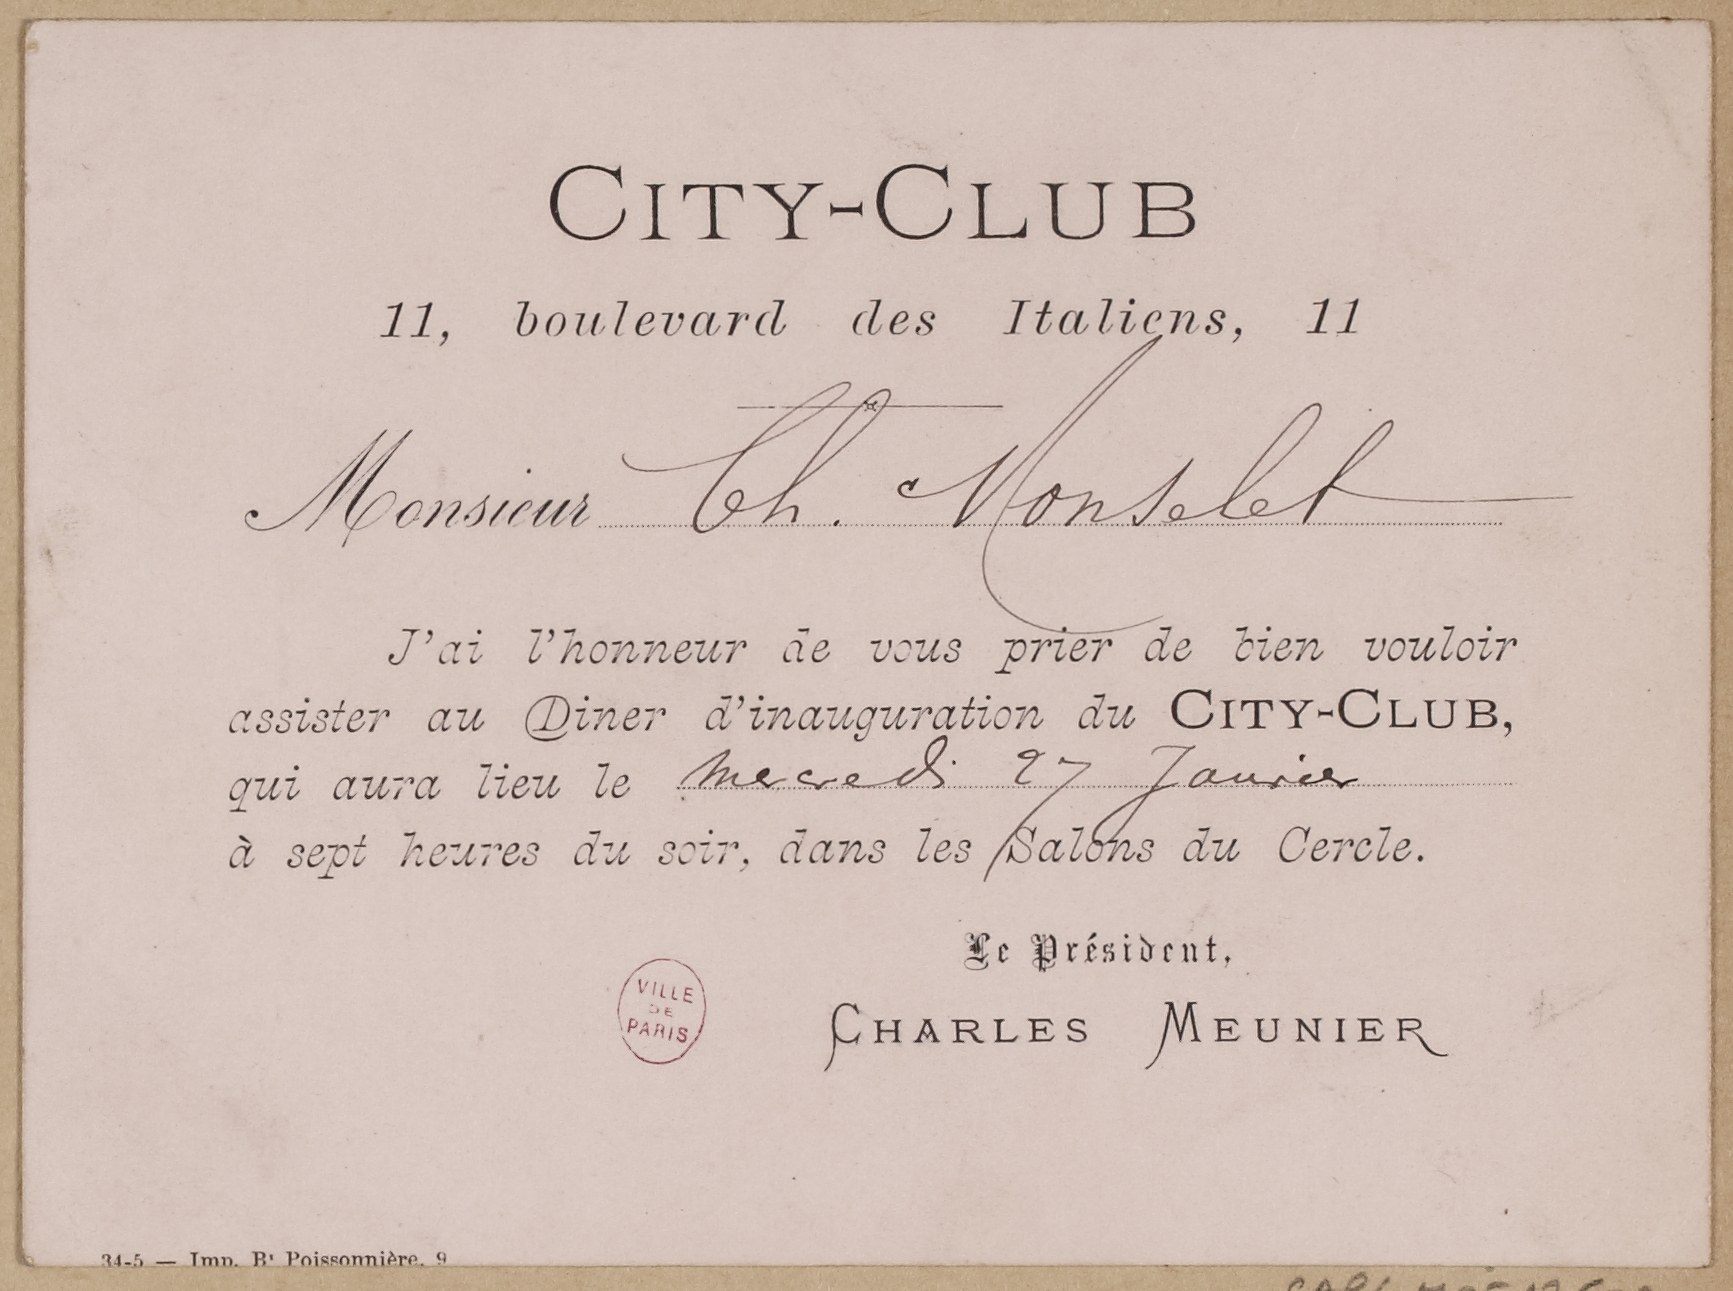 CITY-CLUB
11, boulevard des Italiens, 11
Monsieur Ch. Monselet
J'ai l'honneur de vous prier de bien vouloir
assister au Diner d'inauguration du CITY-CLUB,
qui aura lieu le mercredi 27 Janvier
à sept heures du soir, dans les Salons du Cercle.
Le Président,
CHARLES MEUNIER
VILLE
DE
PARIS
34-5 — Imp. Bt Poissonnière, 9